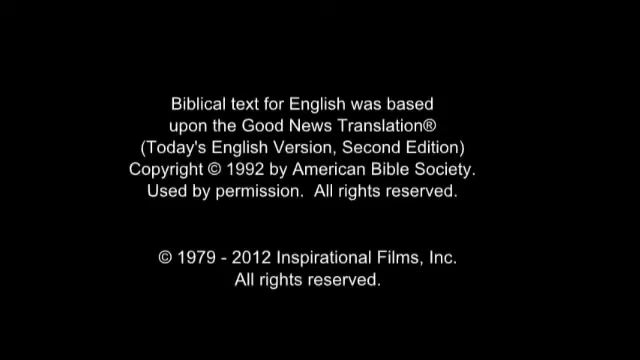 Biblical text for English was based
upon the Good News Translation®
(Today's English Version, Second Edition)
Copyright © 1992 by American Bible Society.
Used by permission.  All rights reserved.
© 1979 - 2012 Inspirational Films, Inc.
All rights reserved.